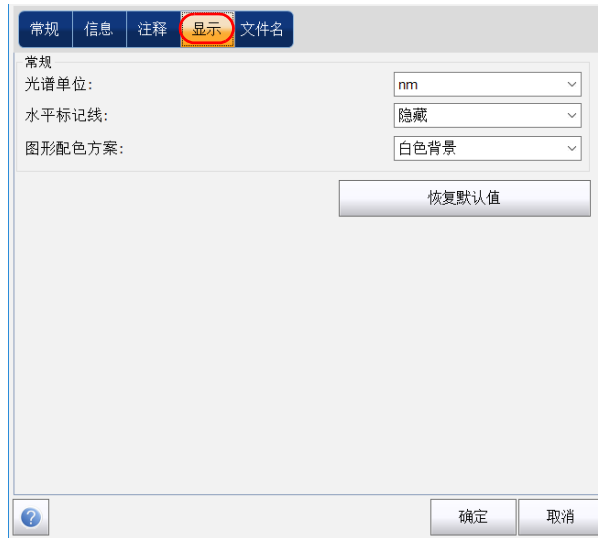 常规 信息 注释 显示 文件名
常规
光谱单位: nm
水平标记线: 隐藏
图形配色方案: 白色背景
恢复默认值
? 确定 取消